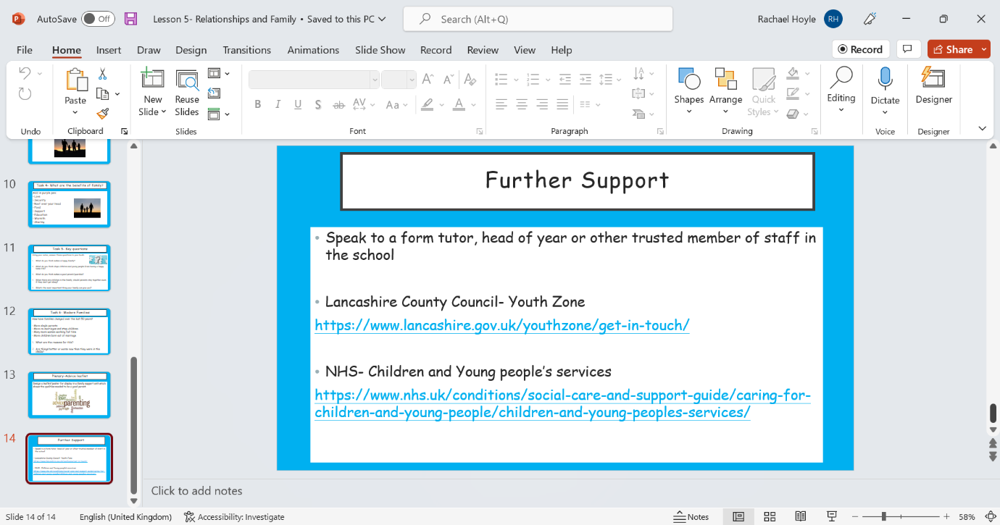 AutoSave Off Lesson 5- Relationships and Family • Saved to this PC Search (Alt+Q) Rachael Hoyle RH
File Home Insert Draw Design Transitions Animations Slide Show Record Review View Help Record Share
Paste New Slide Reuse Slides Shapes Arrange Quick Styles Editing Dictate Designer
B I U S ab AV Aa A
Undo Clipboard Slides Font Paragraph Drawing Voice Designer
10
Task 4- What are the benefits of family?
11
Task 5- Key questions
12
Task 6- Modern Families
13
Plenary- Advice leaflet
parenting
14
Further Support
Further Support
• Speak to a form tutor, head of year or other trusted member of staff in
the school
• Lancashire County Council- Youth Zone
https://www.lancashire.gov.uk/youthzone/get-in-touch/
• NHS- Children and Young people’s services
https://www.nhs.uk/conditions/social-care-and-support-guide/caring-for-
children-and-young-people/children-and-young-peoples-services/
Click to add notes
Slide 14 of 14 English (United Kingdom) Accessibility: Investigate Notes 58%